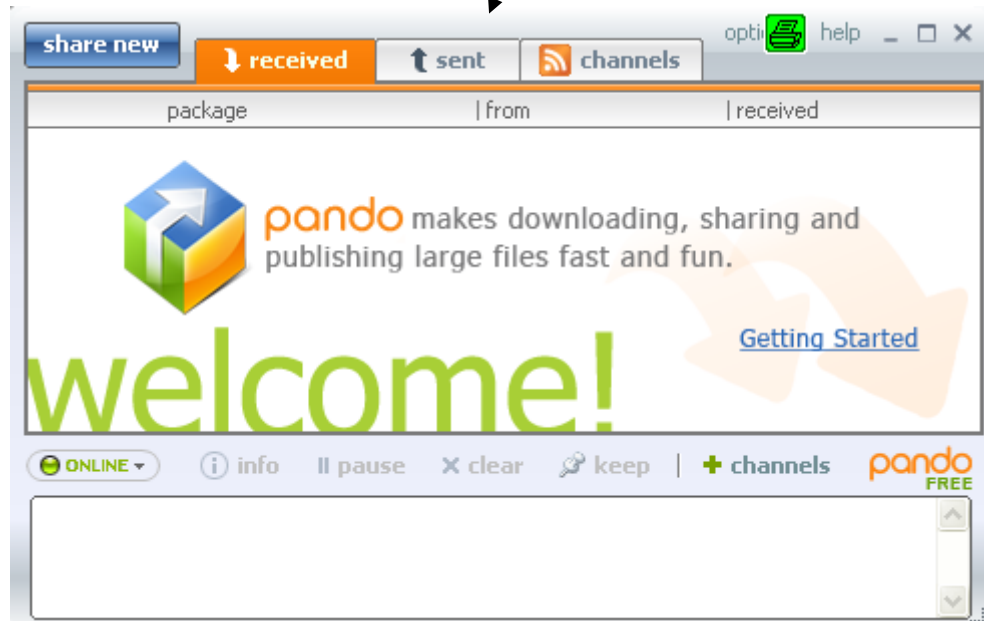 share new
received
sent
channels
opti
help
package
| from
| received
pando makes downloading, sharing and
publishing large files fast and fun.
Getting Started
welcome!
ONLINE
info
pause
clear
keep
channels
pando
FREE